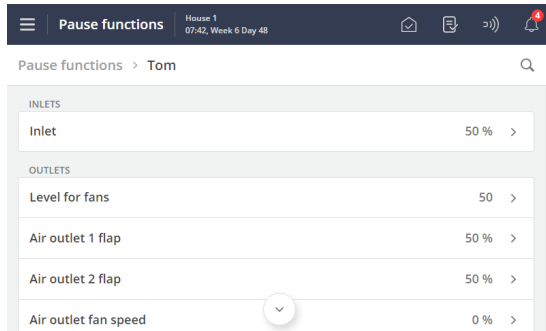 Pause functions
House 1
07:42, Week 6 Day 48
4
Pause functions > Tom
INLETS
Inlet 50 %
OUTLETS
Level for fans 50
Air outlet 1 flap 50 %
Air outlet 2 flap 50 %
Air outlet fan speed 0 %